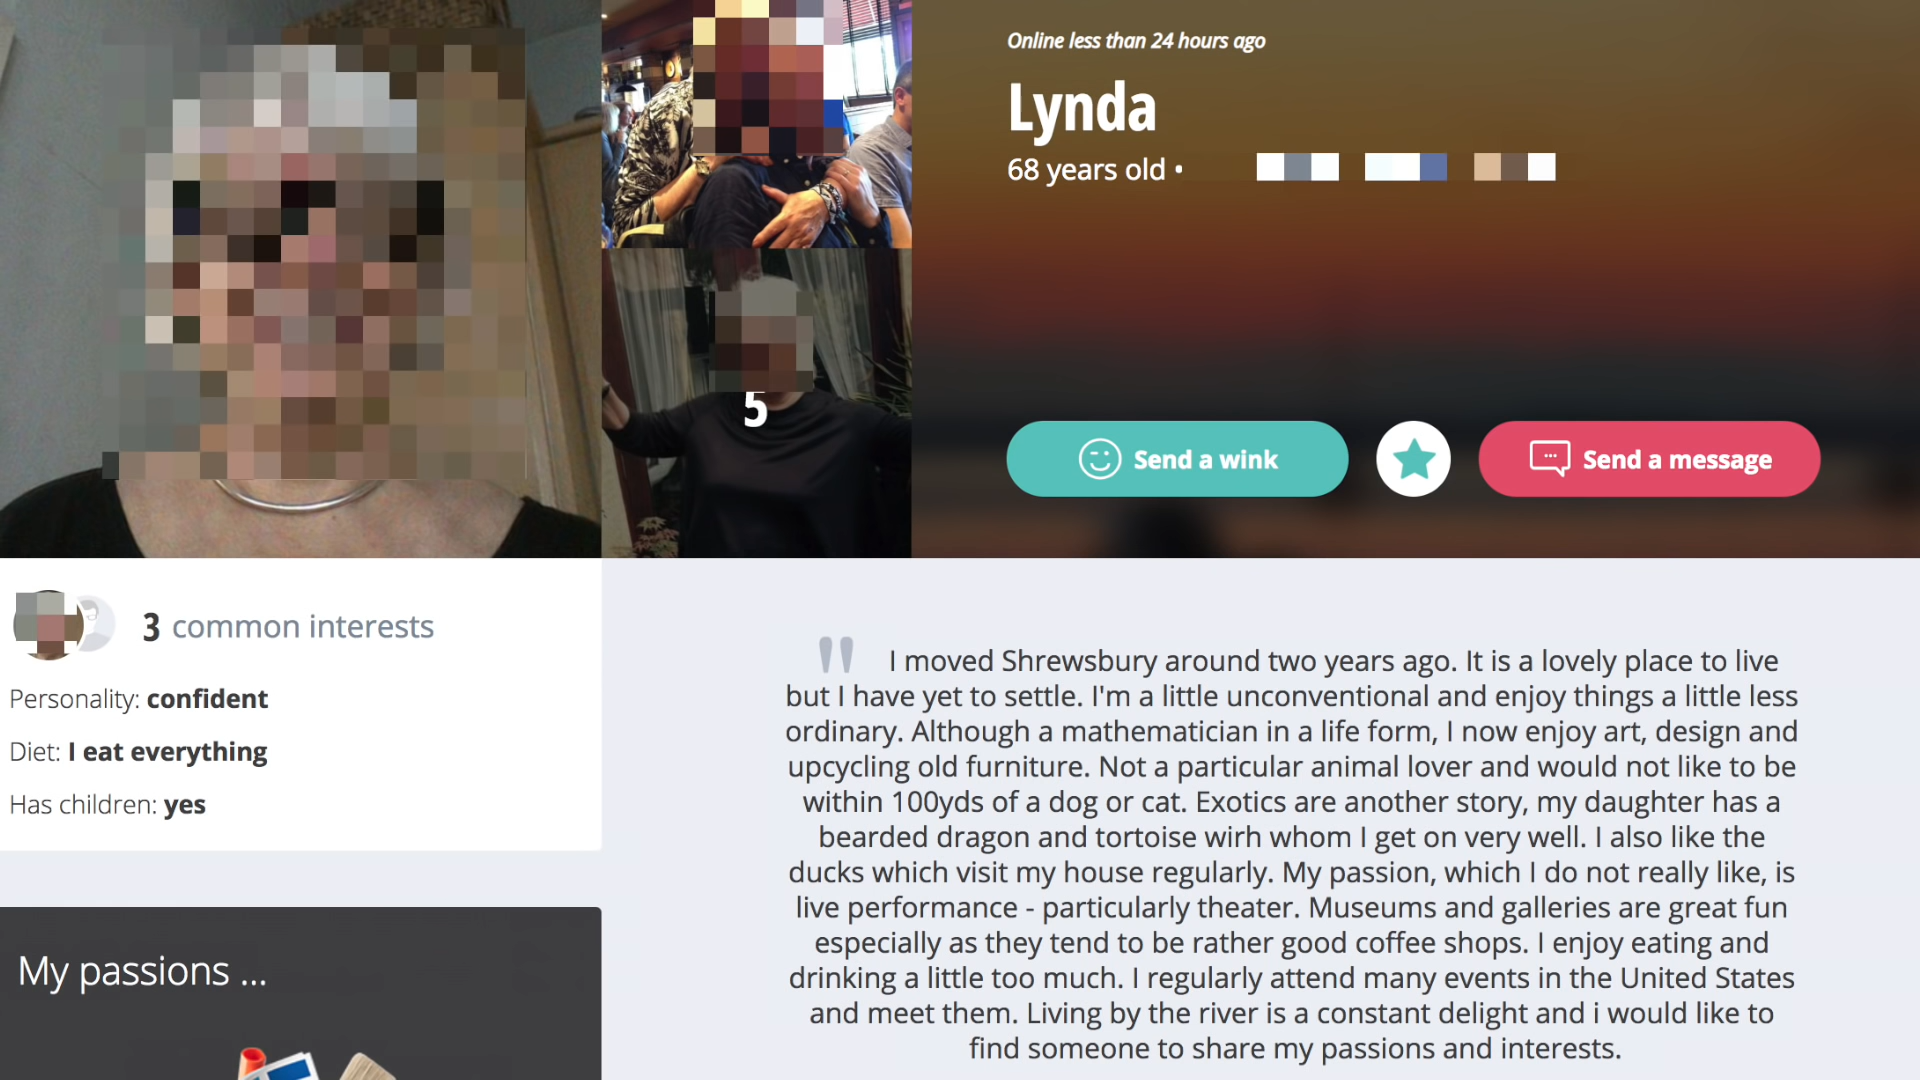 Online less than 24 hours ago
Lynda
68 years old •
5
Send a wink
Send a message
3 common interests
Personality: confident
Diet: I eat everything
Has children: yes
My passions ...
" I moved Shrewsbury around two years ago. It is a lovely place to live
but I have yet to settle. I'm a little unconventional and enjoy things a little less
ordinary. Although a mathematician in a life form, I now enjoy art, design and
upcycling old furniture. Not a particular animal lover and would not like to be
within 100yds of a dog or cat. Exotics are another story, my daughter has a
bearded dragon and tortoise wirh whom I get on very well. I also like the
ducks which visit my house regularly. My passion, which I do not really like, is
live performance - particularly theater. Museums and galleries are great fun
especially as they tend to be rather good coffee shops. I enjoy eating and
drinking a little too much. I regularly attend many events in the United States
and meet them. Living by the river is a constant delight and i would like to
find someone to share my passions and interests.